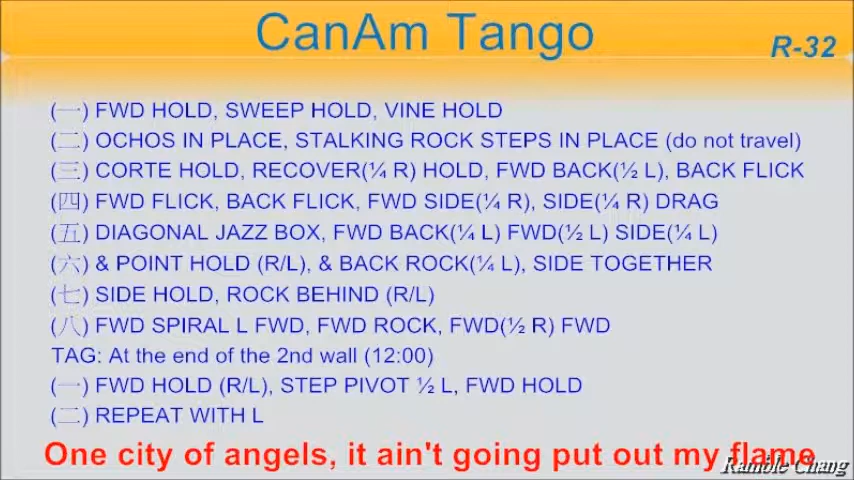 CanAm Tango
R-32
(一) FWD HOLD, SWEEP HOLD, VINE HOLD
(二) OCHOS IN PLACE, STALKING ROCK STEPS IN PLACE (do not travel)
(三) CORTE HOLD, RECOVER(¼ R) HOLD, FWD BACK(½ L), BACK FLICK
(四) FWD FLICK, BACK FLICK, FWD SIDE(¼ R), SIDE(¼ R) DRAG
(五) DIAGONAL JAZZ BOX, FWD BACK(¼ L) FWD(½ L) SIDE(¼ L)
(六) & POINT HOLD (R/L), & BACK ROCK(¼ L), SIDE TOGETHER
(七) SIDE HOLD, ROCK BEHIND (R/L)
(八) FWD SPIRAL L FWD, FWD ROCK, FWD(½ R) FWD
TAG: At the end of the 2nd wall (12:00)
(一) FWD HOLD (R/L), STEP PIVOT ½ L, FWD HOLD
(二) REPEAT WITH L
One city of angels, it ain't going put out my flame
Ramble Chang